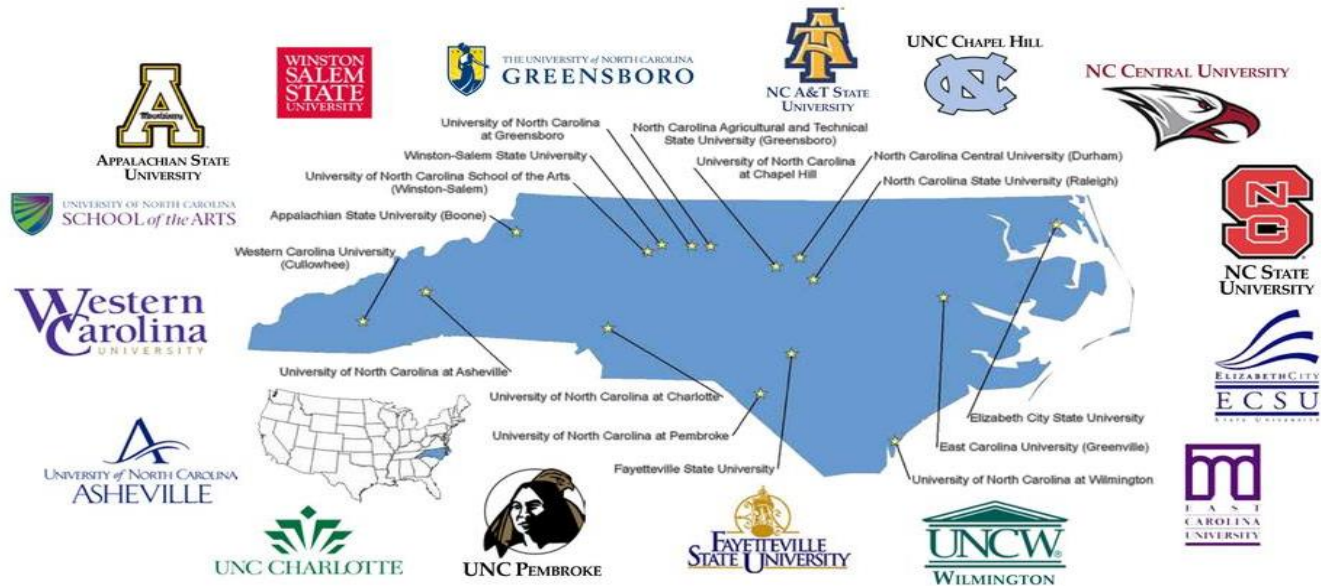 WINSTON
SALEM
STATE
UNIVERSITY
THE UNIVERSITY of NORTH CAROLINA
GREENSBORO
NC A&T STATE
UNIVERSITY
UNC CHAPEL HILL
NC CENTRAL UNIVERSITY
APPALACHIAN STATE
UNIVERSITY
UNIVERSITY OF NORTH CAROLINA
SCHOOL of the ARTS
Western
Carolina
UNIVERSITY
UNIVERSITY of NORTH CAROLINA
ASHEVILLE
UNC CHARLOTTE
UNC PEMBROKE
FAYETTEVILLE
STATE UNIVERSITY
UNCW
WILMINGTON
EAST
CAROLINA
UNIVERSITY
ELIZABETH CITY
ECSU
State University
NC STATE
UNIVERSITY
University of North Carolina
at Greensboro
North Carolina Agricultural and Technical
State University (Greensboro)
Winston-Salem State University
University of North Carolina
at Chapel Hill
North Carolina Central University (Durham)
University of North Carolina School of the Arts
(Winston-Salem)
North Carolina State University (Raleigh)
Appalachian State University (Boone)
Western Carolina University
(Cullowhee)
University of North Carolina at Asheville
University of North Carolina at Charlotte
University of North Carolina at Pembroke
Fayetteville State University
Elizabeth City State University
East Carolina University (Greenville)
University of North Carolina at Wilmington